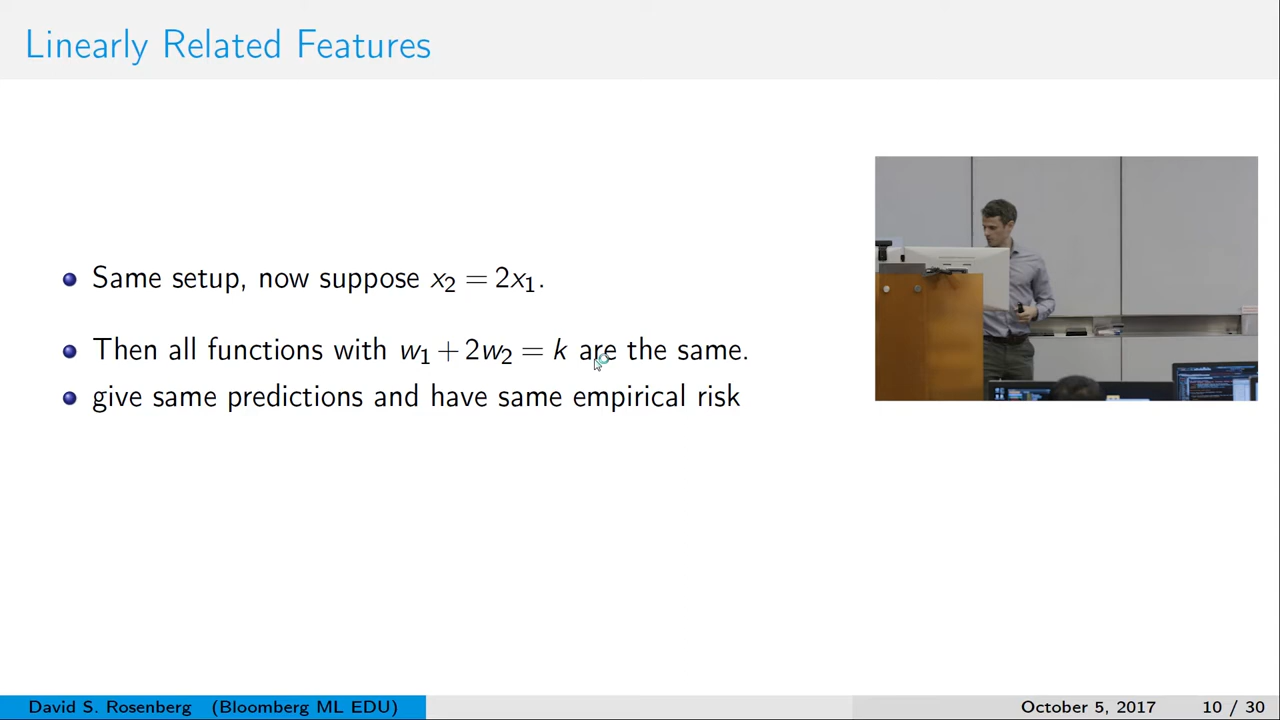 Linearly Related Features
Same setup, now suppose x₂ = 2x₁.
Then all functions with w₁ + 2w₂ = k are the same.
give same predictions and have same empirical risk
David S. Rosenberg (Bloomberg ML EDU)
October 5, 2017
10 / 30